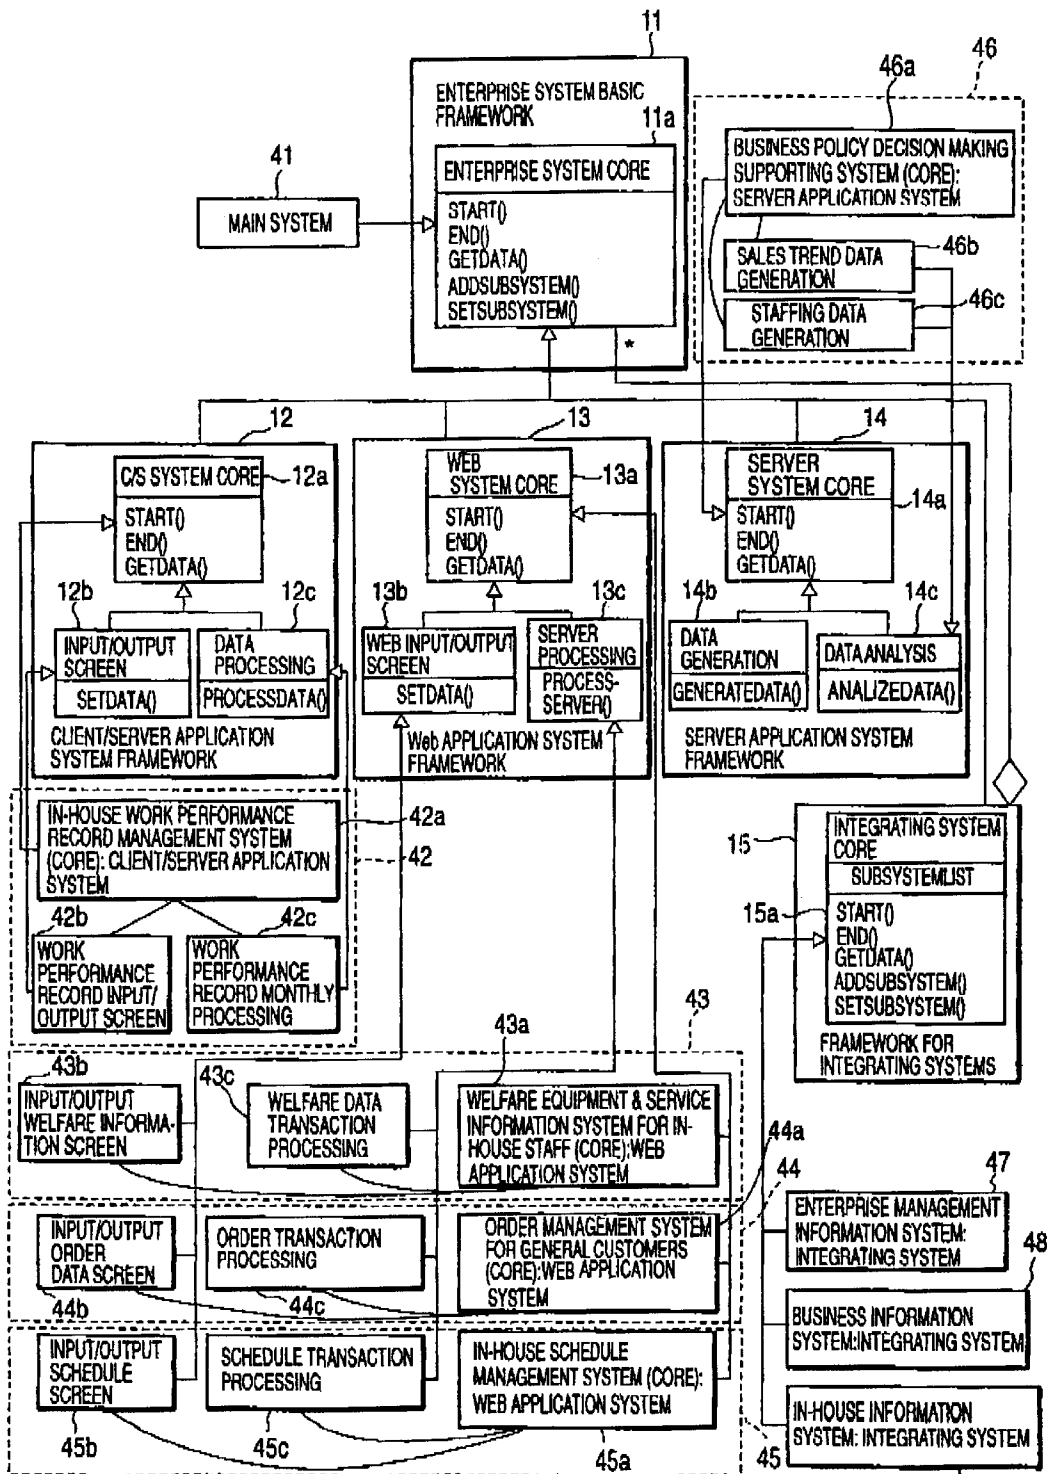 11
46
46a
ENTERPRISE SYSTEM BASIC
FRAMEWORK
11a
41
MAIN SYSTEM
ENTERPRISE SYSTEM CORE
START()
END()
GETDATA()
ADDSUBSYSTEM()
SETSUBSYSTEM()
*
BUSINESS POLICY DECISION MAKING
SUPPORTING SYSTEM (CORE):
SERVER APPLICATION SYSTEM
46b
SALES TREND DATA
GENERATION
46c
STAFFING DATA
GENERATION
12
C/S SYSTEM CORE
12a
START()
END()
GETDATA()
12b
12c
INPUT/OUTPUT
SCREEN
SETDATA()
DATA
PROCESSING
PROCESSDATA()
CLIENT/SERVER APPLICATION
SYSTEM FRAMEWORK
13
WEB
SYSTEM CORE
13a
START()
END()
GETDATA()
13b
13c
WEB INPUT/OUTPUT
SCREEN
SETDATA()
SERVER
PROCESSING
PROCESS-
SERVER()
Web APPLICATION SYSTEM
FRAMEWORK
14
SERVER
SYSTEM CORE
14a
START()
END()
GETDATA()
14b
14c
DATA
GENERATION
GENERATEDATA()
DATAANALYSIS
ANALIZEDATA()
SERVER APPLICATION SYSTEM
FRAMEWORK
IN-HOUSE WORK PERFORMANCE
RECORD MANAGEMENT SYSTEM
(CORE): CLIENT/SERVER APPLICATION
SYSTEM
42a
42
42b
42c
WORK
PERFORMANCE
RECORD INPUT/
OUTPUT SCREEN
WORK
PERFORMANCE
RECORD MONTHLY
PROCESSING
15
INTEGRATING SYSTEM
CORE
SUBSYSTEMLIST
15a
START()
END()
GETDATA()
ADDSUBSYSTEM()
SETSUBSYSTEM()
FRAMEWORK FOR
INTEGRATING SYSTEMS
43
43a
43b
43c
INPUT/OUTPUT
WELFARE INFORMA-
TION SCREEN
WELFARE DATA
TRANSACTION
PROCESSING
WELFARE EQUIPMENT & SERVICE
INFORMATION SYSTEM FOR IN-
HOUSE STAFF (CORE):WEB
APPLICATION SYSTEM
44a
44
INPUT/OUTPUT
ORDER
DATA SCREEN
44b
ORDER TRANSACTION
PROCESSING
44c
ORDER MANAGEMENT SYSTEM
FOR GENERAL CUSTOMERS
(CORE):WEB APPLICATION
SYSTEM
47
ENTERPRISE MANAGEMENT
INFORMATION SYSTEM:
INTEGRATING SYSTEM
48
BUSINESS INFORMATION
SYSTEM:INTEGRATING SYSTEM
INPUT/OUTPUT
SCHEDULE
SCREEN
45b
SCHEDULE TRANSACTION
PROCESSING
45c
IN-HOUSE SCHEDULE
MANAGEMENT SYSTEM (CORE):
WEB APPLICATION SYSTEM
45a
45
IN-HOUSE INFORMATION
SYSTEM: INTEGRATING SYSTEM